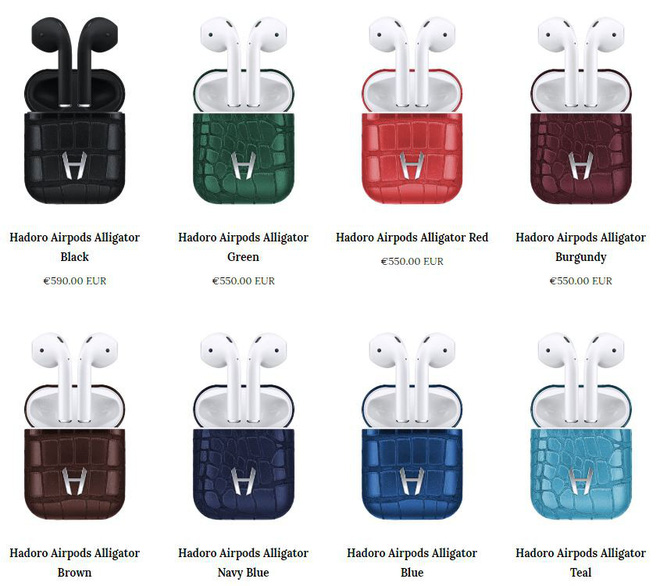 Hadoro Airpods Alligator
Black
€590.00 EUR
Hadoro Airpods Alligator
Green
€550.00 EUR
Hadoro Airpods Alligator Red
€550.00 EUR
Hadoro Airpods Alligator
Burgundy
€550.00 EUR
Hadoro Airpods Alligator
Brown
Hadoro Airpods Alligator
Navy Blue
Hadoro Airpods Alligator
Blue
Hadoro Airpods Alligator
Teal